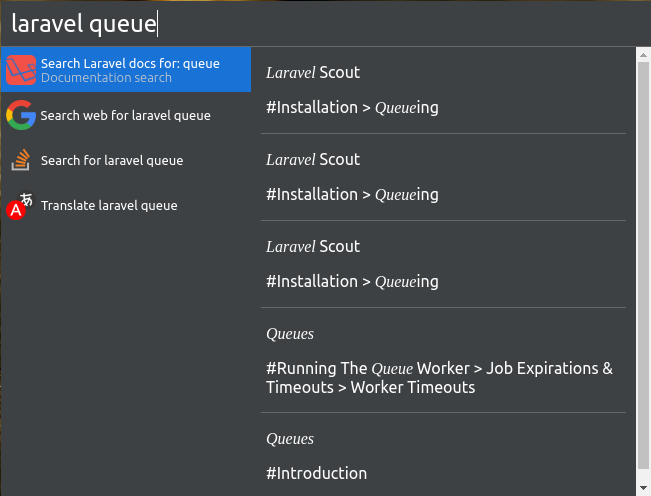 laravel queue
Search Laravel docs for: queue
Documentation search
Search web for laravel queue
Search for laravel queue
A あ
Translate laravel queue
Laravel Scout
#Installation > Queueing
Laravel Scout
#Installation > Queueing
Laravel Scout
#Installation > Queueing
Queues
#Running The Queue Worker > Job Expirations &
Timeouts > Worker Timeouts
Queues
#Introduction